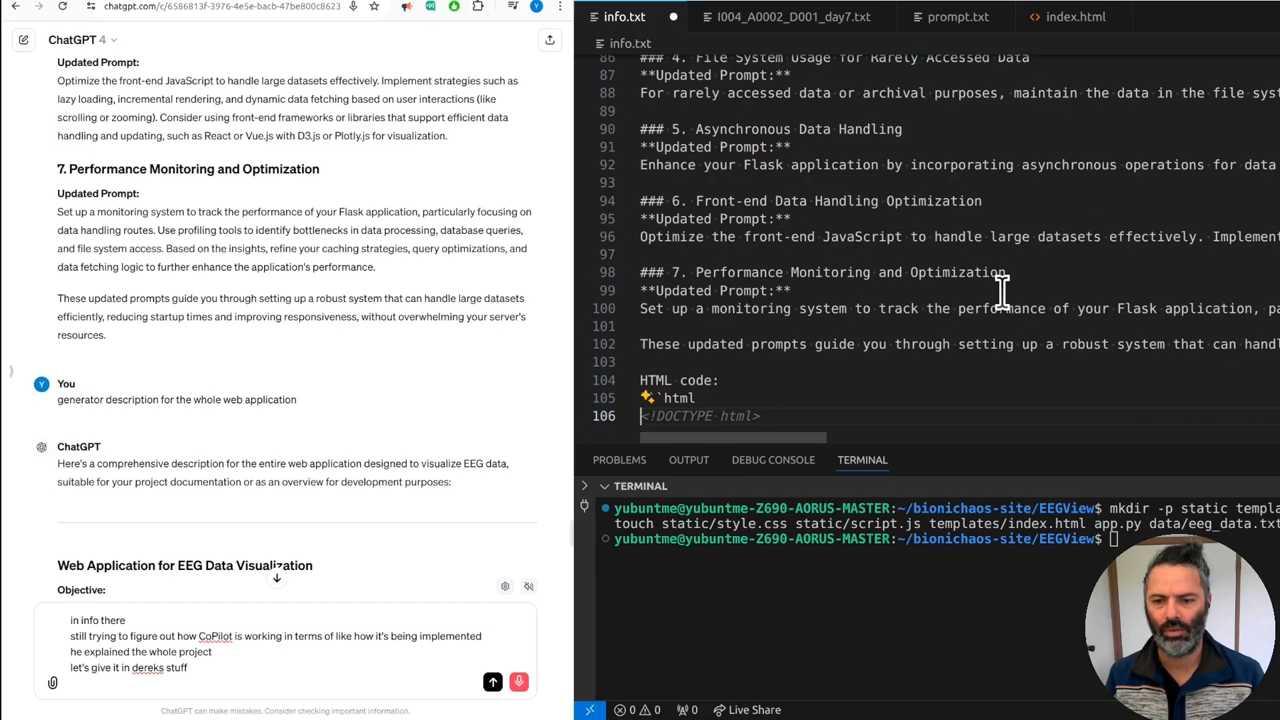 chatgpt.com/c/6586813f-3976-4e5e-bacb-47be800c8623
ChatGPT 4
Updated Prompt:
Optimize the front-end JavaScript to handle large datasets effectively. Implement strategies such as
lazy loading, incremental rendering, and dynamic data fetching based on user interactions (like
scrolling or zooming). Consider using front-end frameworks or libraries that support efficient data
handling and updating, such as React or Vue.js with D3.js or Plotly.js for visualization.
7. Performance Monitoring and Optimization
Updated Prompt:
Set up a monitoring system to track the performance of your Flask application, particularly focusing on
data handling routes. Use profiling tools to identify bottlenecks in data processing, database queries,
and file system access. Based on the insights, refine your caching strategies, query optimizations, and
data fetching logic to further enhance the application's performance.
These updated prompts guide you through setting up a robust system that can handle large datasets
efficiently, reducing startup times and improving responsiveness, without overwhelming your server's
resources.
Y
You
generator description for the whole web application
ChatGPT
Here's a comprehensive description for the entire web application designed to visualize EEG data,
suitable for your project documentation or as an overview for development purposes:
Web Application for EEG Data Visualization
Objective:
in info there
still trying to figure out how CoPilot is working in terms of like how it's being implemented
he explained the whole project
let's give it in dereks stuff
ChatGPT can make mistakes. Consider checking important information.
info.txt
I004_A0002_D001_day7.txt
prompt.txt
<> index.html
info.txt
86 ### 4. File System Usage for Rarely Accessed Data
87 **Updated Prompt:**
88 For rarely accessed data or archival purposes, maintain the data in the file syst
89
90 ### 5. Asynchronous Data Handling
91 **Updated Prompt:**
92 Enhance your Flask application by incorporating asynchronous operations for data
93
94 ### 6. Front-end Data Handling Optimization
95 **Updated Prompt:**
96 Optimize the front-end JavaScript to handle large datasets effectively. Implement
97
98 ### 7. Performance Monitoring and Optimization
99 **Updated Prompt:**
100 Set up a monitoring system to track the performance of your Flask application, pa
101
102 These updated prompts guide you through setting up a robust system that can handl
103
104 HTML code:
105 `html
106 <!DOCTYPE html>
PROBLEMS OUTPUT DEBUG CONSOLE TERMINAL
TERMINAL
yubuntme@yubuntme-Z690-AORUS-MASTER:~/bionichaos-site/EEGView$ mkdir -p static templa
touch static/style.css static/script.js templates/index.html app.py data/eeg_data.txt
yubuntme@yubuntme-Z690-AORUS-MASTER:~/bionichaos-site/EEGView$
0 0 0 Live Share